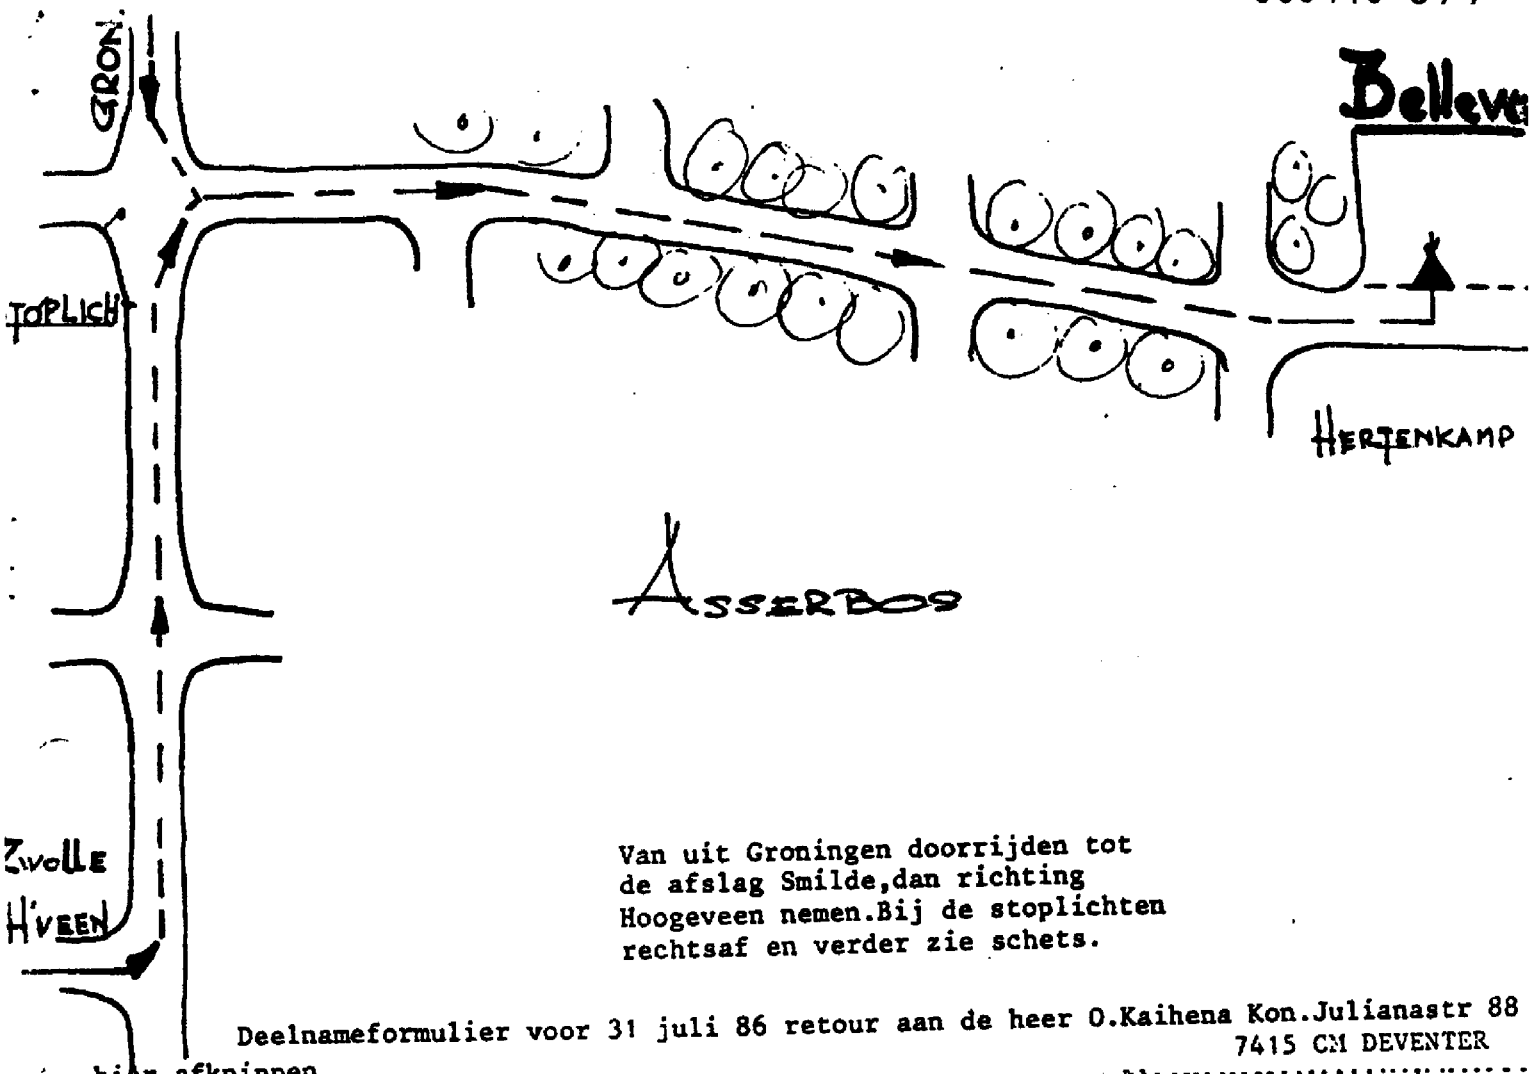 GRON.
STOPLICHT
HERTENKAMP
ASSERBOS
ZWOLLE
H'VEEN
Van uit Groningen doorrijden tot
de afslag Smilde,dan richting
Hoogeveen nemen.Bij de stoplichten
rechtsaf en verder zie schets.
Deelnameformulier voor 31 juli 86 retour aan de heer O.Kaihena Kon.Julianastr 88
7415 CM DEVENTER
hier afknippen